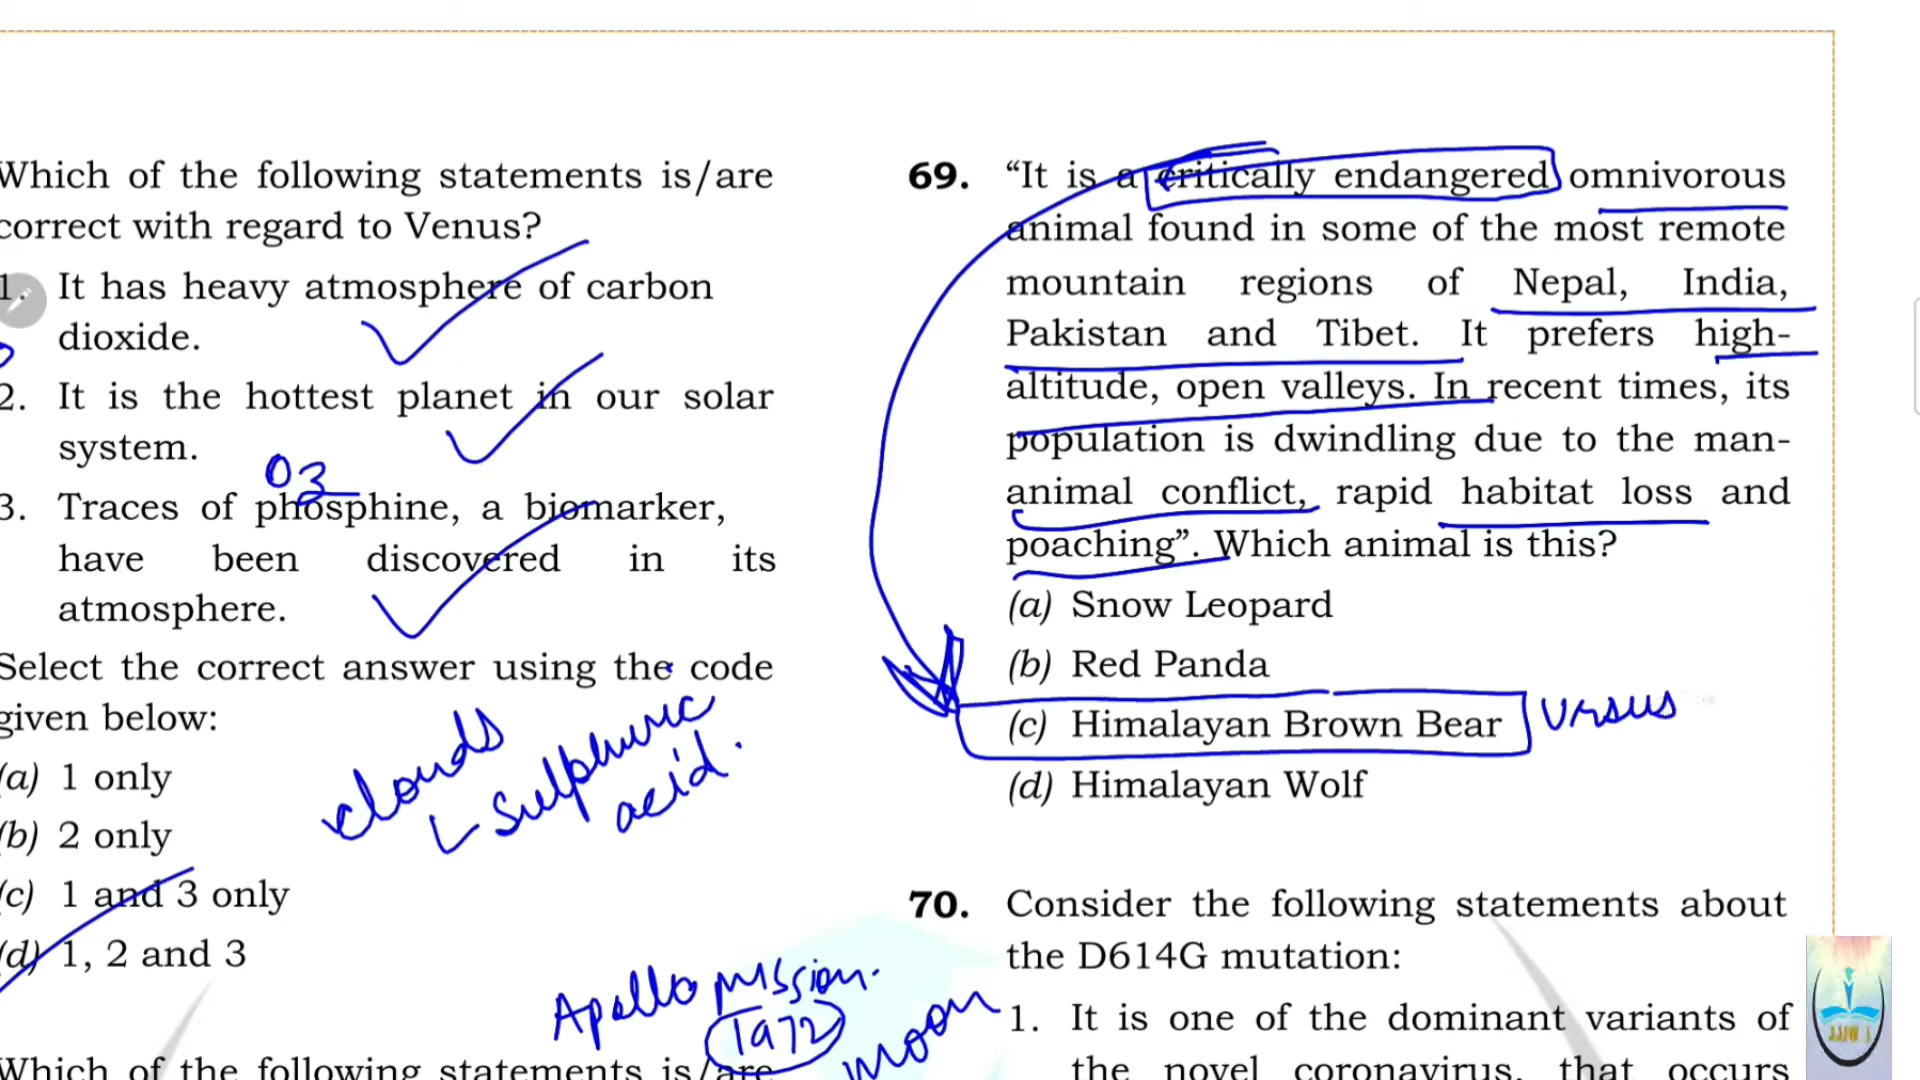 Which of the following statements is/are
correct with regard to Venus?
1. It has heavy atmosphere of carbon
dioxide.
2. It is the hottest planet in our solar
system.
O3
3. Traces of phosphine, a biomarker,
have been discovered in its
atmosphere.
Select the correct answer using the code
given below:
clouds
sulphuric
acid.
(a) 1 only
(b) 2 only
(c) 1 and 3 only
(d) 1, 2 and 3
Apollo mission.
1972
moon
Which of the following statements is/are
69. “It is a critically endangered omnivorous
animal found in some of the most remote
mountain regions of Nepal, India,
Pakistan and Tibet. It prefers high-
altitude, open valleys. In recent times, its
population is dwindling due to the man-
animal conflict, rapid habitat loss and
poaching”. Which animal is this?
(a) Snow Leopard
(b) Red Panda
(c) Himalayan Brown Bear ursus
(d) Himalayan Wolf
70. Consider the following statements about
the D614G mutation:
1. It is one of the dominant variants of
the novel coronavirus, that occurs